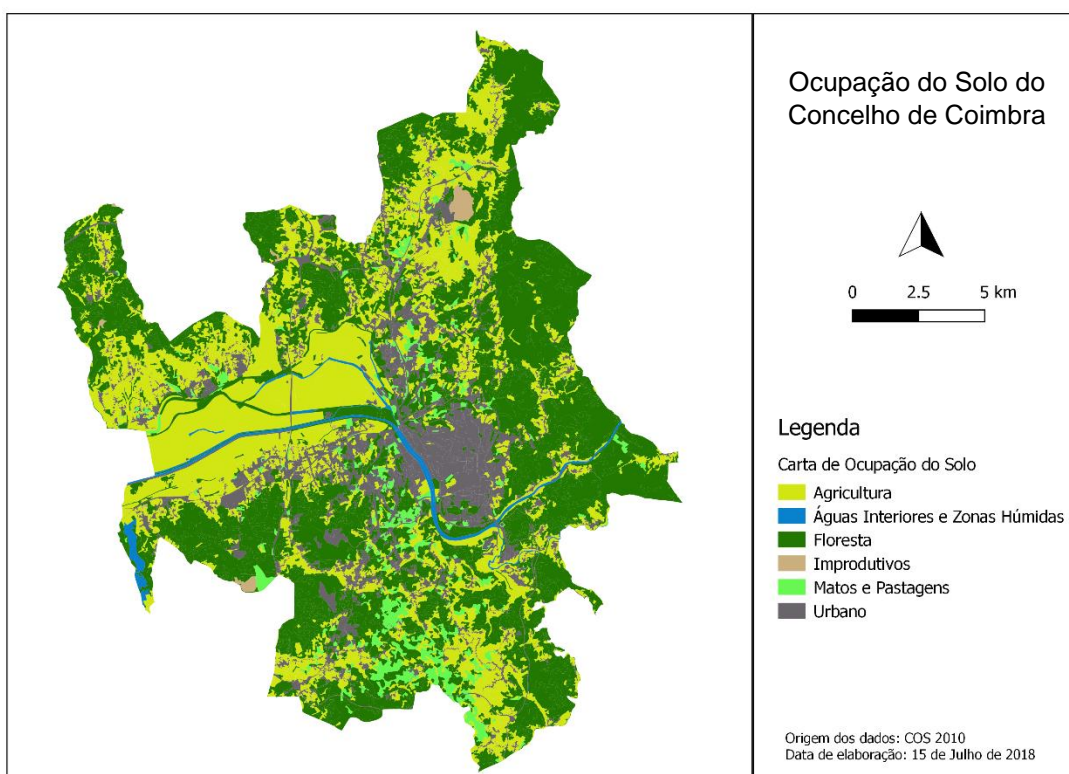 Ocupação do Solo do
Concelho de Coimbra
0 2.5 5 km
Legenda
Carta de Ocupação do Solo
Agricultura
Águas Interiores e Zonas Húmidas
Floresta
Improdutivos
Matos e Pastagens
Urbano
Origem dos dados: COS 2010
Data de elaboração: 15 de Julho de 2018